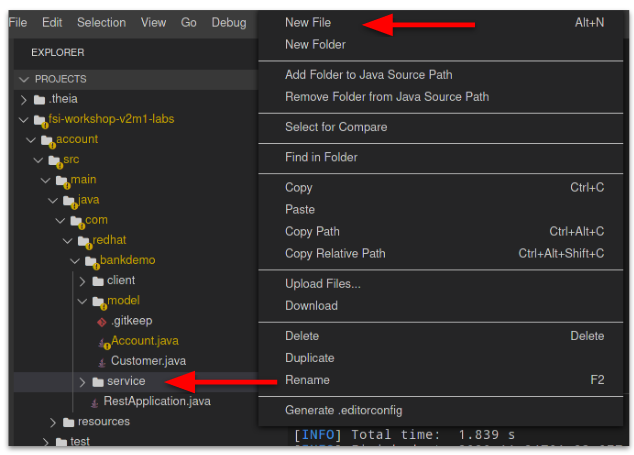 File Edit Selection View Go Debug
EXPLORER
PROJECTS
.theia
fsi-workshop-v2m1-labs
account
src
main
java
com
redhat
bankdemo
client
model
.gitkeep
Account.java
Customer.java
service
RestApplication.java
resources
test
New File Alt+N
New Folder
Add Folder to Java Source Path
Remove Folder from Java Source Path
Select for Compare
Find in Folder
Copy Ctrl+C
Paste
Copy Path Ctrl+Alt+C
Copy Relative Path Ctrl+Alt+Shift+C
Upload Files...
Download
Delete Delete
Duplicate
Rename F2
Generate .editorconfig
[INFO] Total time: 1.839 s